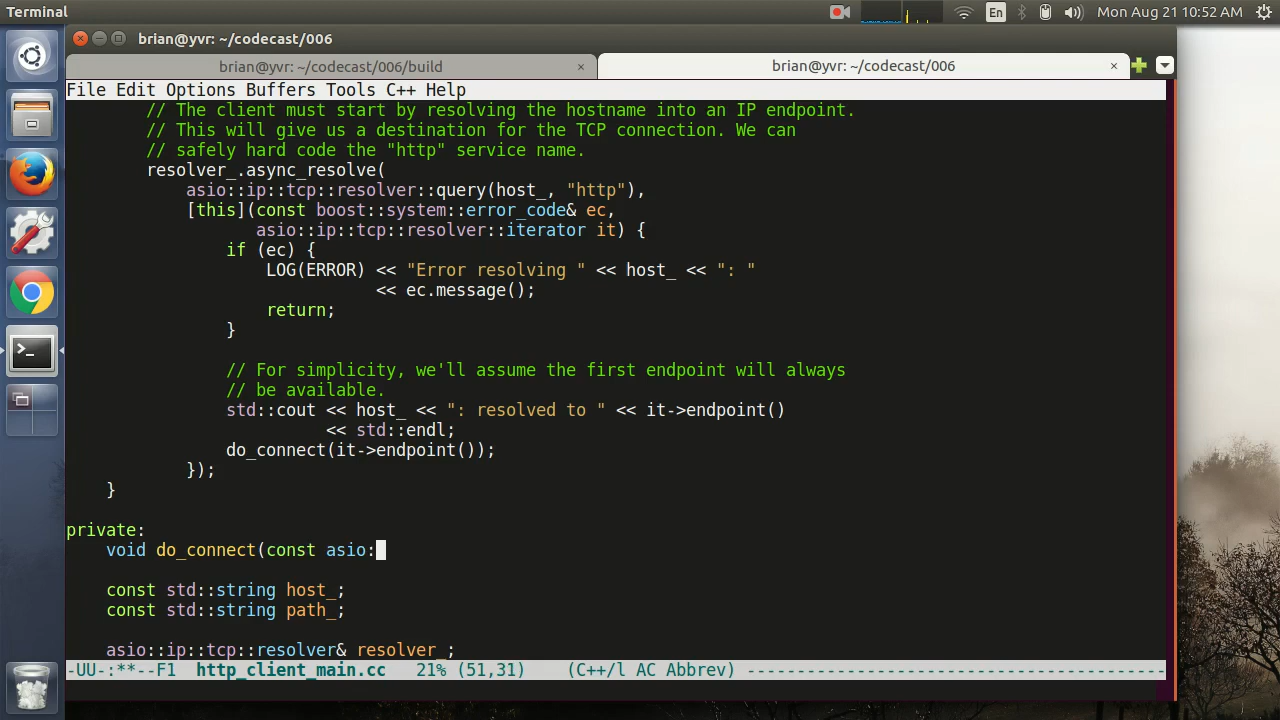 Terminal
En
Mon Aug 21 10:52 AM
brian@yvr: ~/codecast/006
brian@yvr: ~/codecast/006/build ×
brian@yvr: ~/codecast/006 ×
File Edit Options Buffers Tools C++ Help
// The client must start by resolving the hostname into an IP endpoint.
// This will give us a destination for the TCP connection. We can
// safely hard code the "http" service name.
resolver_.async_resolve(
asio::ip::tcp::resolver::query(host_, "http"),
[this](const boost::system::error_code& ec,
asio::ip::tcp::resolver::iterator it) {
if (ec) {
LOG(ERROR) << "Error resolving " << host_ << ": "
<< ec.message();
return;
}
// For simplicity, we'll assume the first endpoint will always
// be available.
std::cout << host_ << ": resolved to " << it->endpoint()
<< std::endl;
do_connect(it->endpoint());
});
}
private:
void do_connect(const asio:
const std::string host_;
const std::string path_;
asio::ip::tcp::resolver& resolver_;
-UU-:**--F1 http_client_main.cc 21% (51,31) (C++/l AC Abbrev) -------------------------------------------